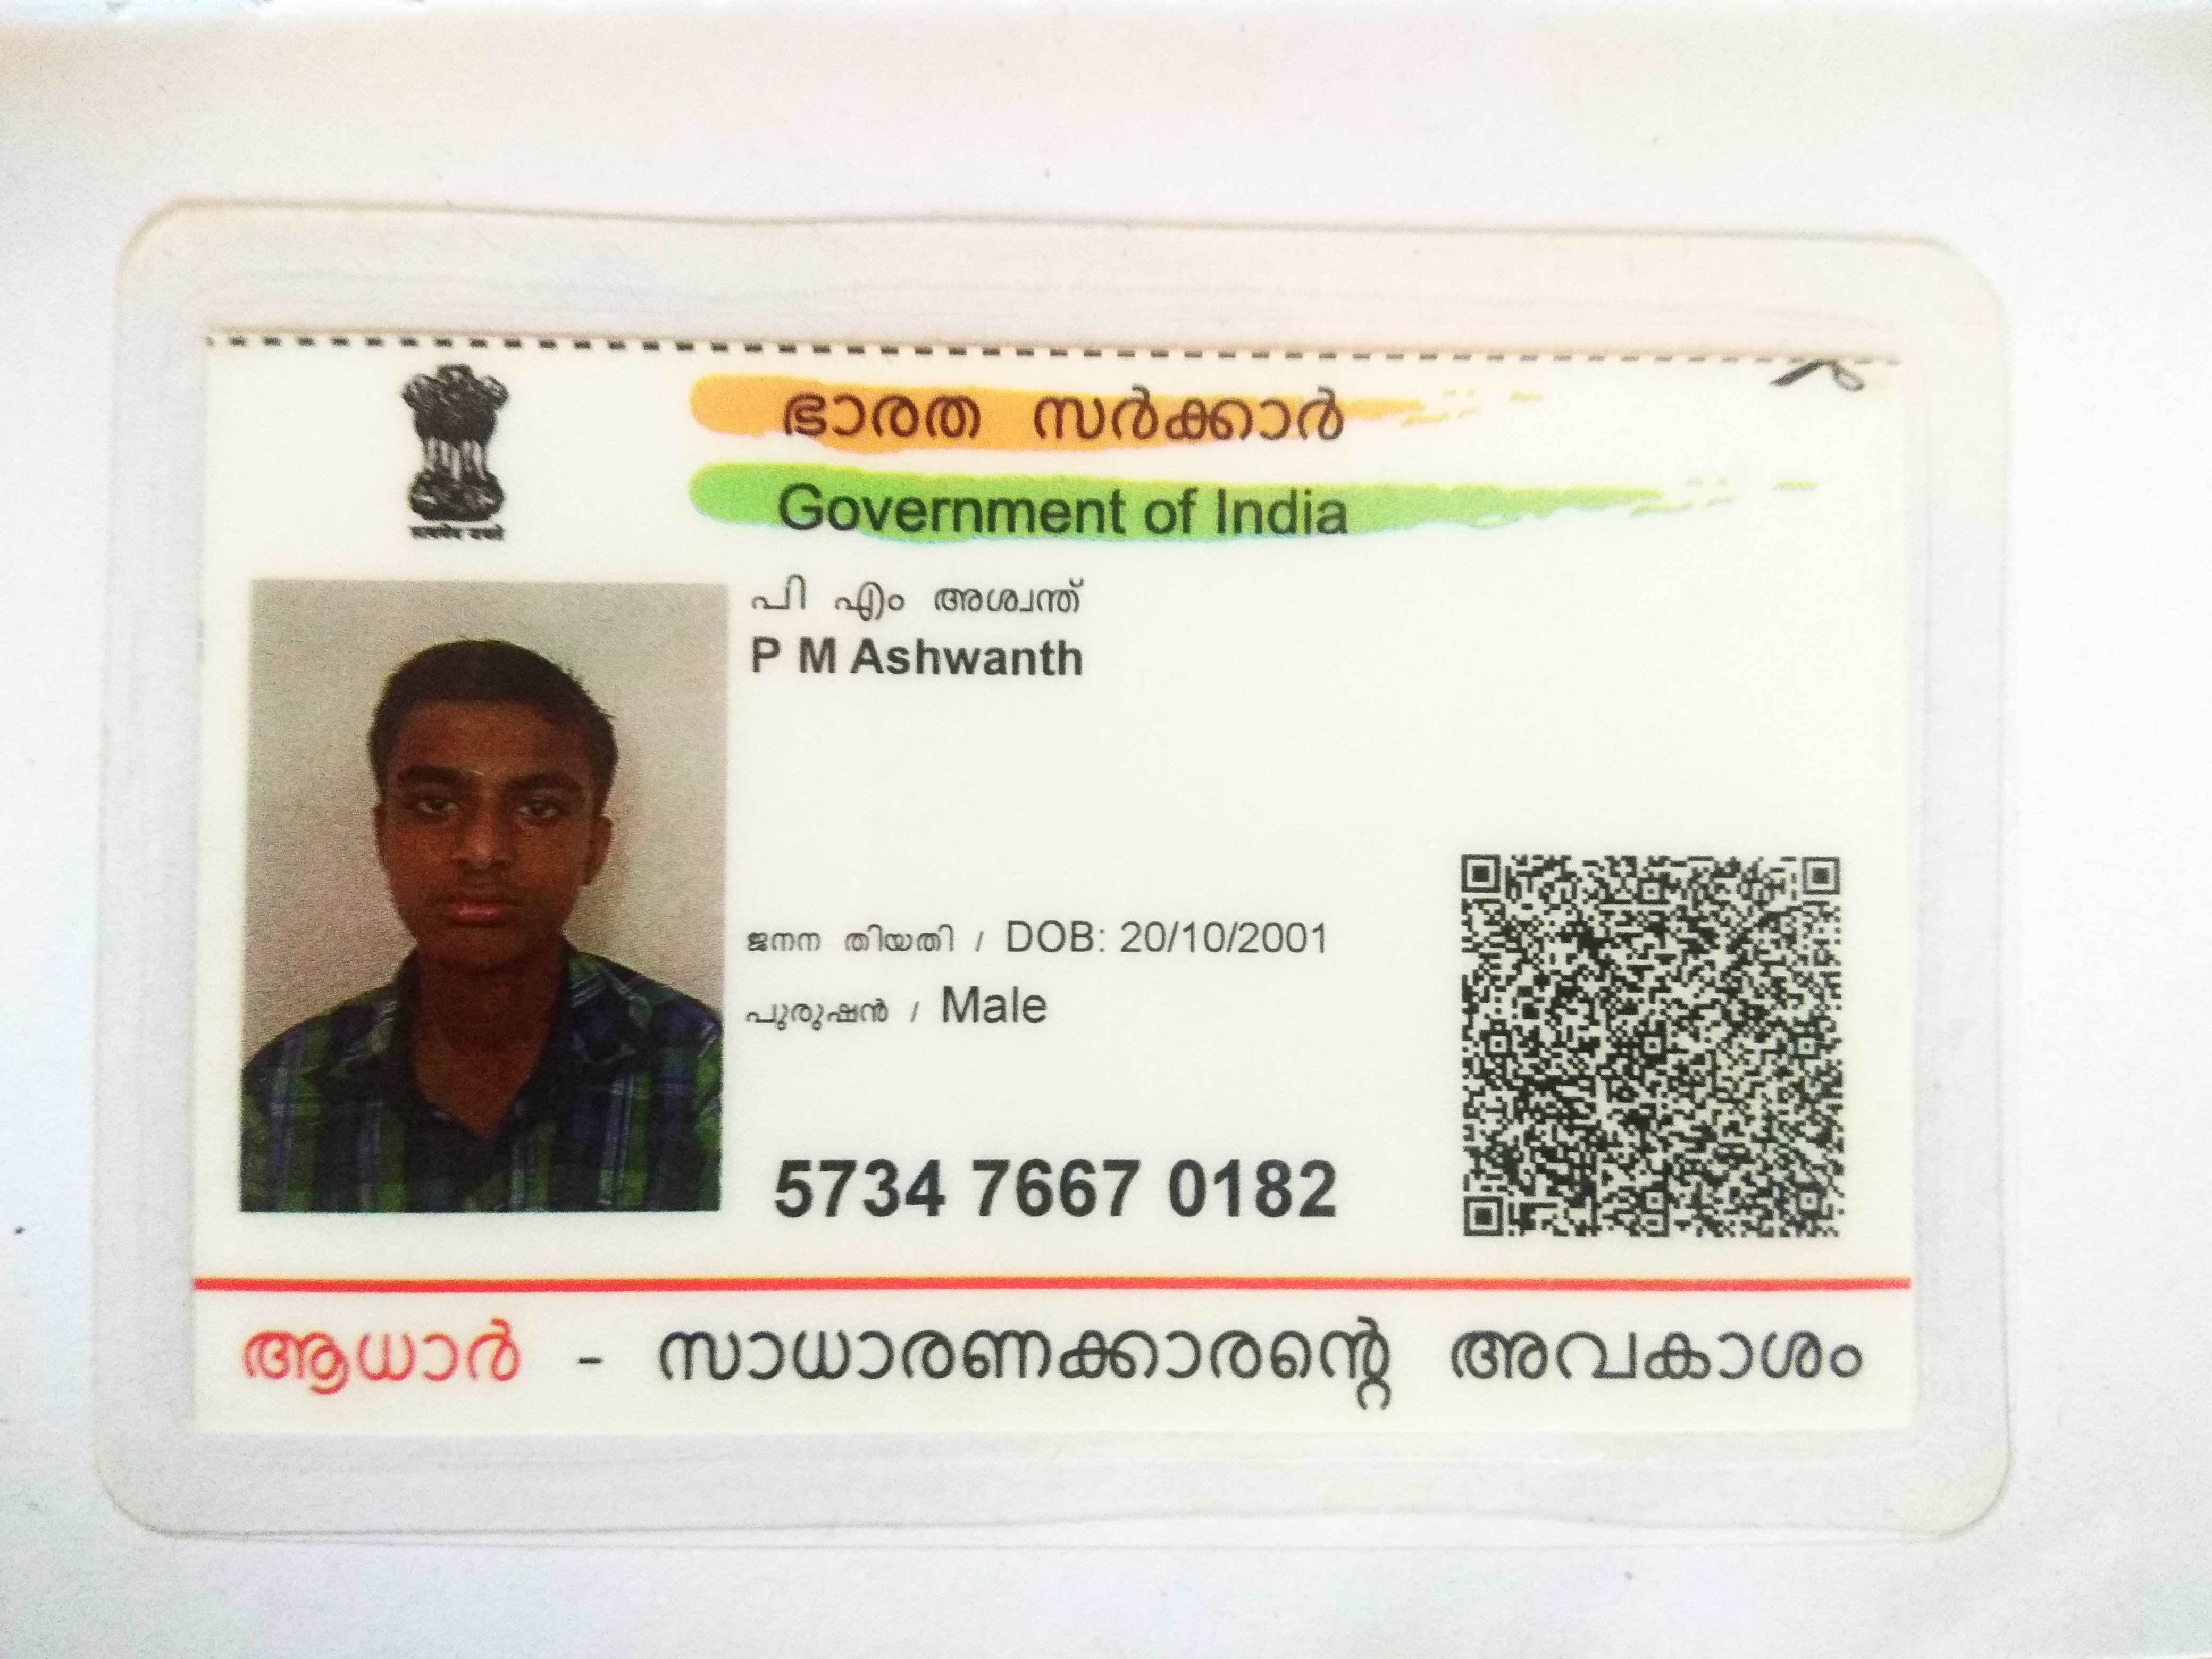 ഭാരത സർക്കാർ
Government of India
പി എം അശ്വന്ത്
P M Ashwanth
ജനന തിയതി / DOB: 20/10/2001
പുരുഷൻ / Male
5734 7667 0182
ആധാർ - സാധാരണക്കാരന്റെ അവകാശം